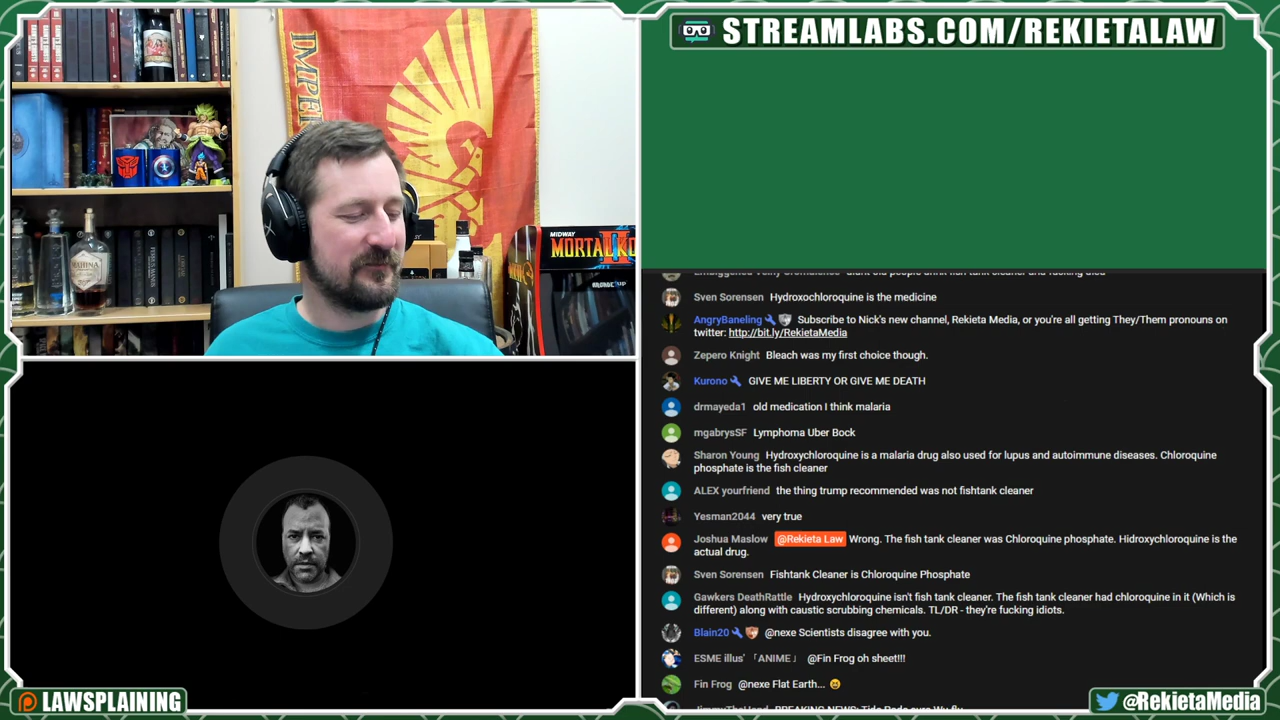 STREAMLABS.COM/REKIETALAW
IMPE
MIDWAY
MORTAL KO
II
Sven Sorensen Hydroxochloroquine is the medicine
AngryBaneling Subscribe to Nick's new channel, Rekieta Media, or you're all getting They/Them pronouns on
twitter: http://bit.ly/RekietaMedia
Zepero Knight Bleach was my first choice though.
Kurono GIVE ME LIBERTY OR GIVE ME DEATH
drmayeda1 old medication I think malaria
mgabrysSF Lymphoma Uber Bock
Sharon Young Hydroxychloroquine is a malaria drug also used for lupus and autoimmune diseases. Chloroquine
phosphate is the fish cleaner
ALEX yourfriend the thing trump recommended was not fishtank cleaner
Yesman2044 very true
Joshua Maslow @Rekieta Law Wrong. The fish tank cleaner was Chloroquine phosphate. Hidroxychloroquine is the
actual drug.
Sven Sorensen Fishtank Cleaner is Chloroquine Phosphate
Gawkers DeathRattle Hydroxychloroquine isn't fish tank cleaner. The fish tank cleaner had chloroquine in it (Which is
different) along with caustic scrubbing chemicals. TL/DR - they're fucking idiots.
Blain20 @nexe Scientists disagree with you.
ESME illus' 「ANIME」 @Fin Frog oh sheet!!!
Fin Frog @nexe Flat Earth...
LAWSPLAINING
@RekietaMedia